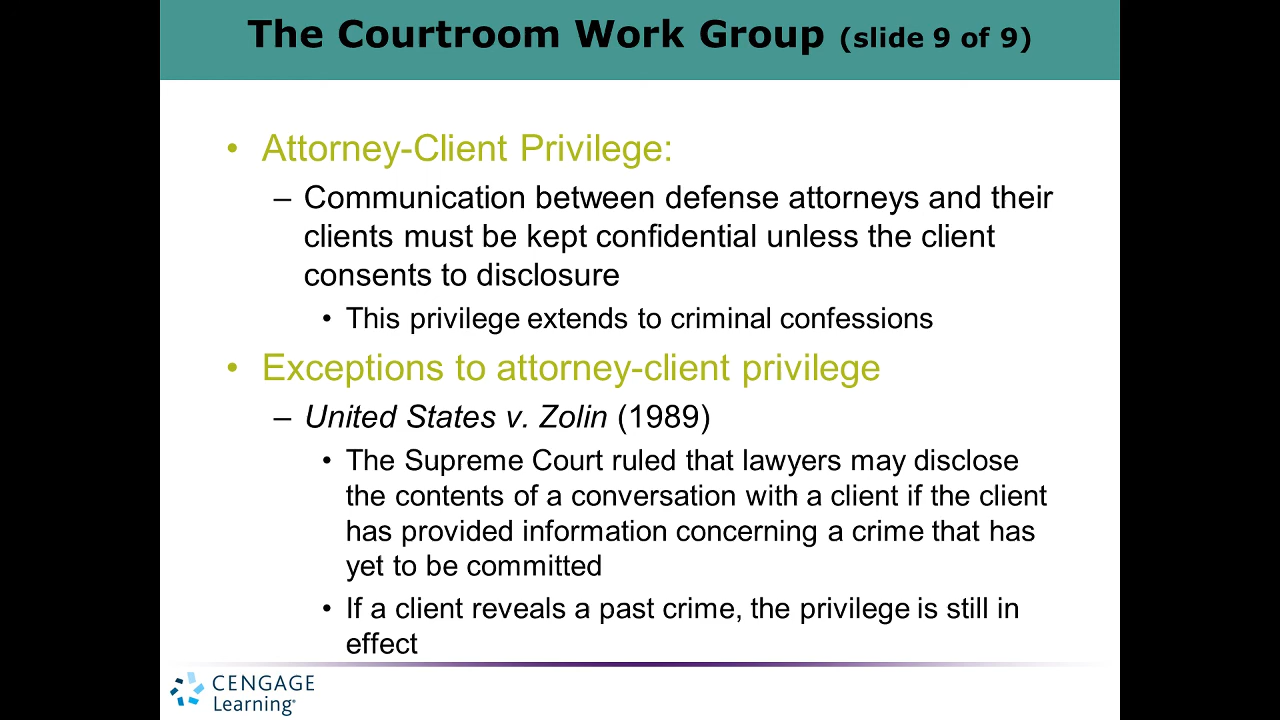 The Courtroom Work Group (slide 9 of 9)
• Attorney-Client Privilege:
– Communication between defense attorneys and their
clients must be kept confidential unless the client
consents to disclosure
• This privilege extends to criminal confessions
• Exceptions to attorney-client privilege
– United States v. Zolin (1989)
• The Supreme Court ruled that lawyers may disclose
the contents of a conversation with a client if the client
has provided information concerning a crime that has
yet to be committed
• If a client reveals a past crime, the privilege is still in
effect
CENGAGE
Learning®